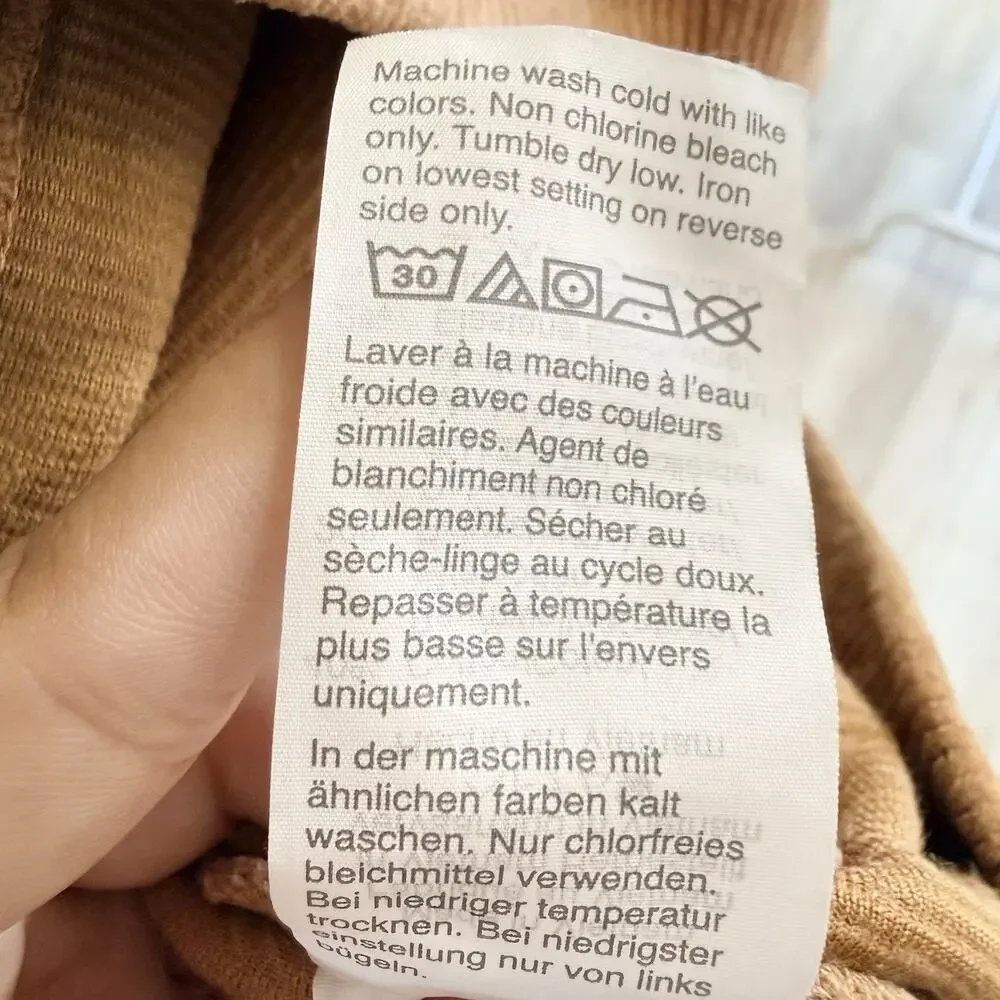 Machine wash cold with like
colors. Non chlorine bleach
only. Tumble dry low. Iron
on lowest setting on reverse
side only.
30
Laver à la machine à l'eau
froide avec des couleurs
similaires. Agent de
blanchiment non chloré
seulement. Sécher au
sèche-linge au cycle doux.
Repasser à température la
plus basse sur l'envers
uniquement.
In der maschine mit
ähnlichen farben kalt
waschen. Nur chlorfreies
bleichmittel verwenden.
Bei niedriger temperatur
trocknen. Bei niedrigster
einstellung nur von links
bügeln.